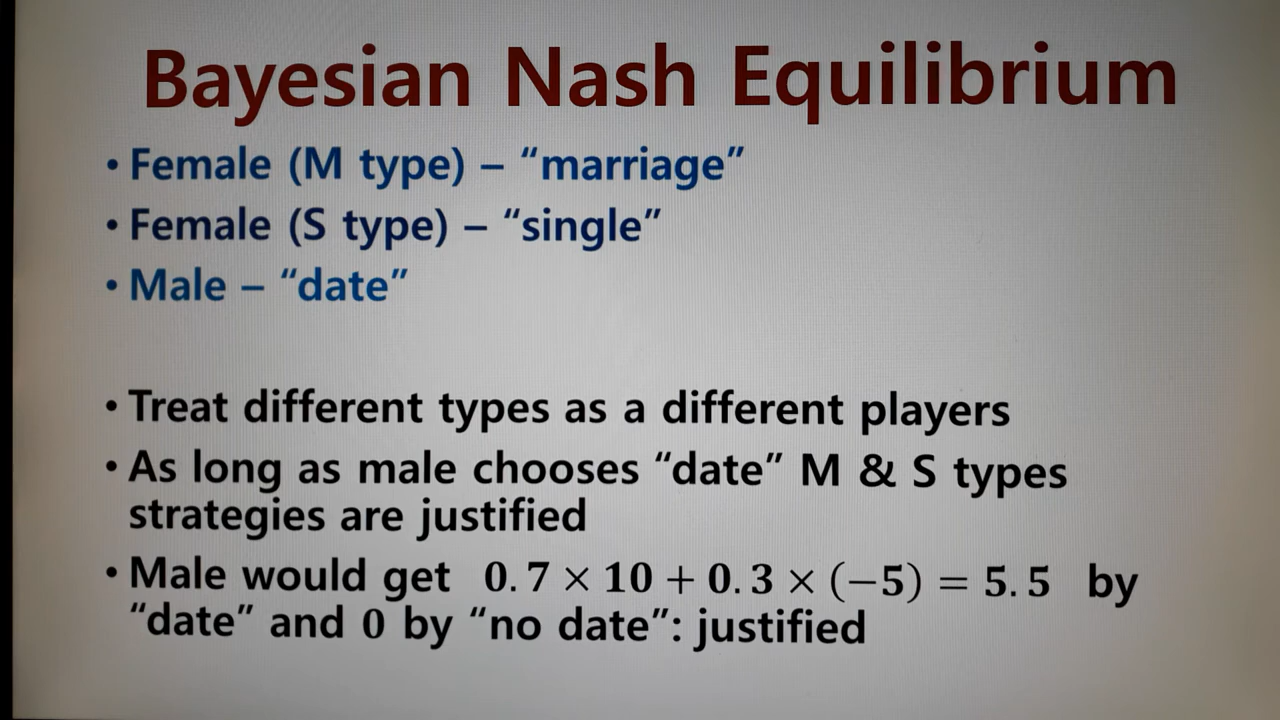 Bayesian Nash Equilibrium
• Female (M type) – “marriage”
• Female (S type) – “single”
• Male – “date”
• Treat different types as a different players
• As long as male chooses “date” M & S types
strategies are justified
• Male would get 0.7 × 10 + 0.3 × (−5) = 5.5 by
“date” and 0 by “no date”: justified